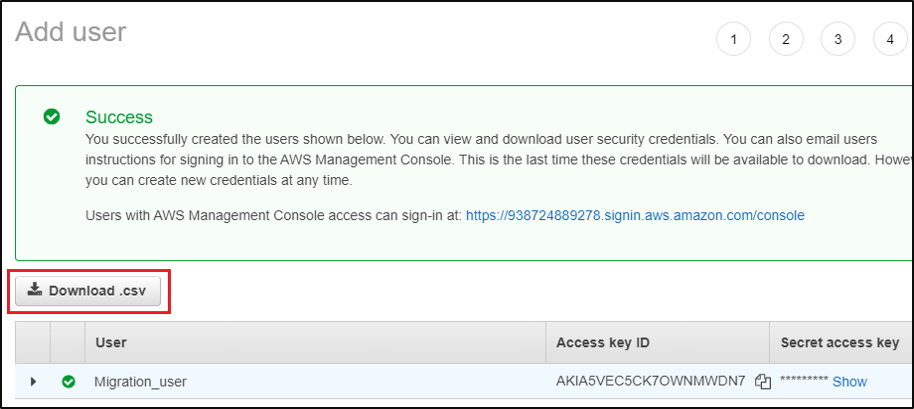 Add user
1 2 3 4
Success
You successfully created the users shown below. You can view and download user security credentials. You can also email users
instructions for signing in to the AWS Management Console. This is the last time these credentials will be available to download. Howe
you can create new credentials at any time.
Users with AWS Management Console access can sign-in at: https://938724889278.signin.aws.amazon.com/console
Download .csv
User Access key ID Secret access key
Migration_user AKIA5VEC5CK7OWNMWDN7 ********* Show